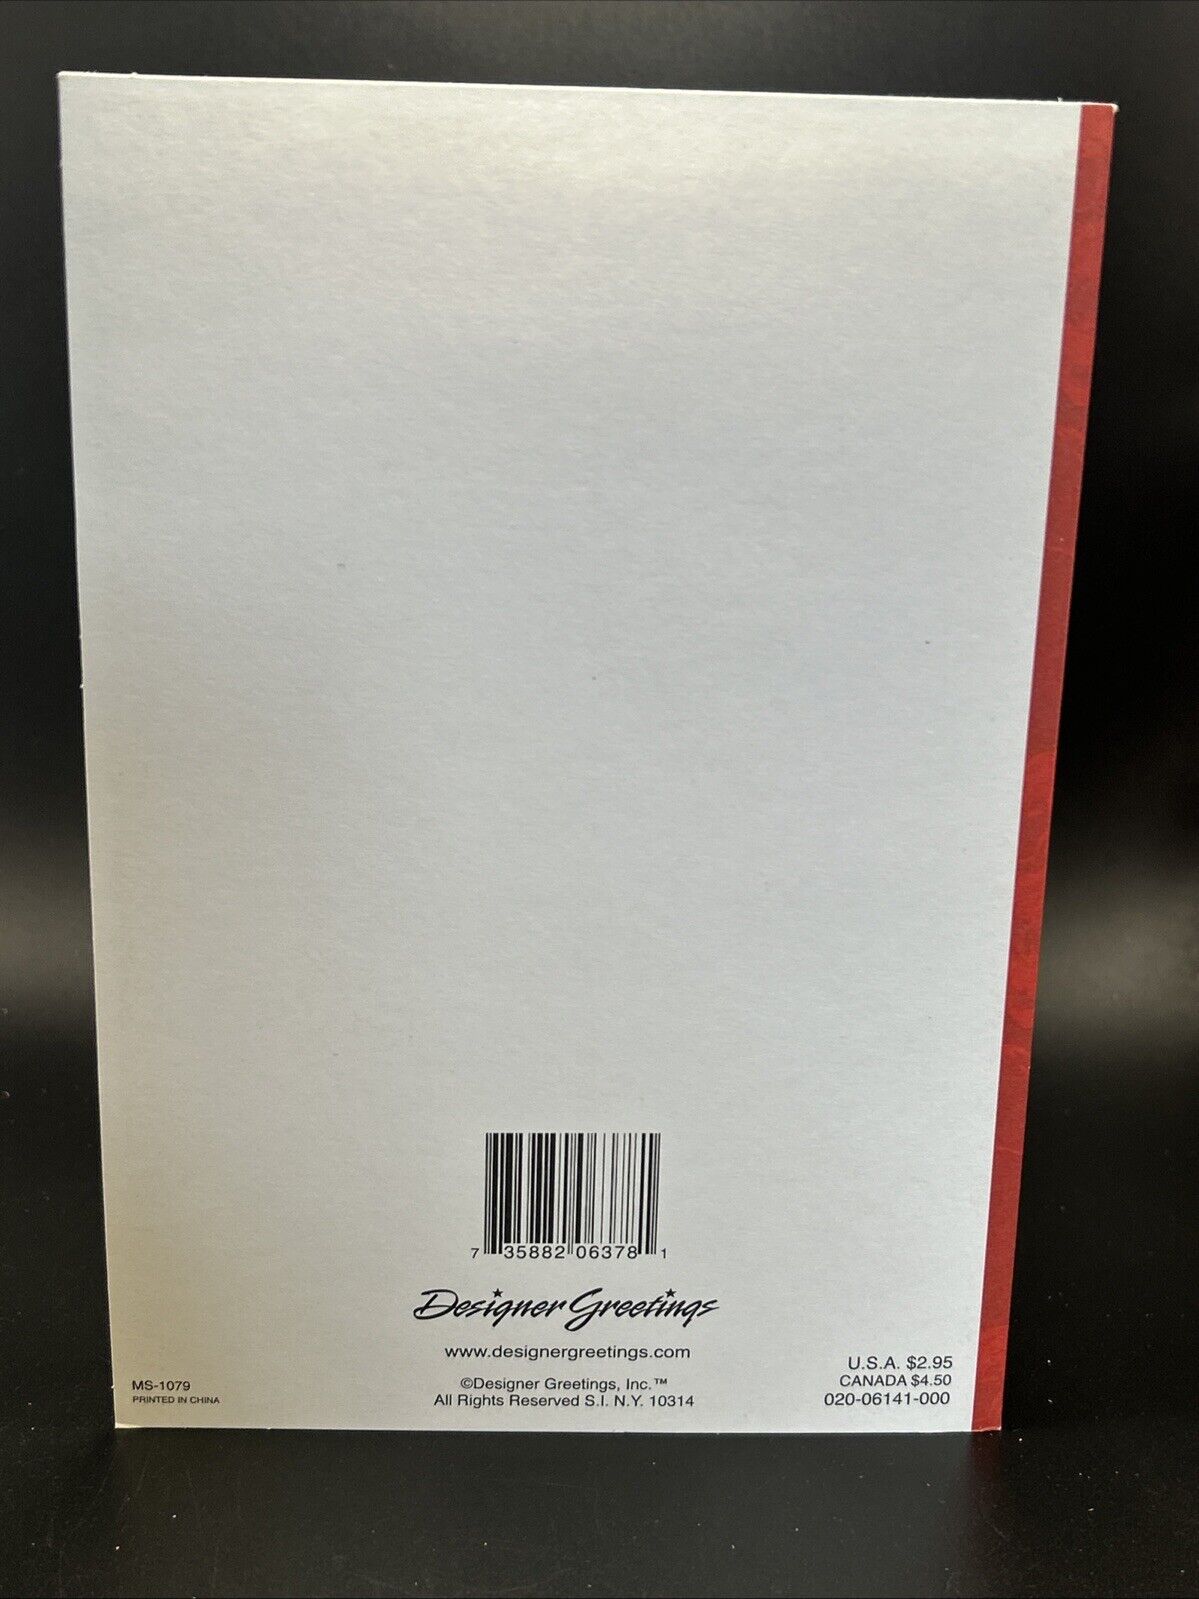 7 35882 06378 1
Designer Greetings
www.designergreetings.com
©Designer Greetings, Inc.™
All Rights Reserved S.I. N.Y. 10314
MS-1079
PRINTED IN CHINA
U.S.A. $2.95
CANADA $4.50
020-06141-000